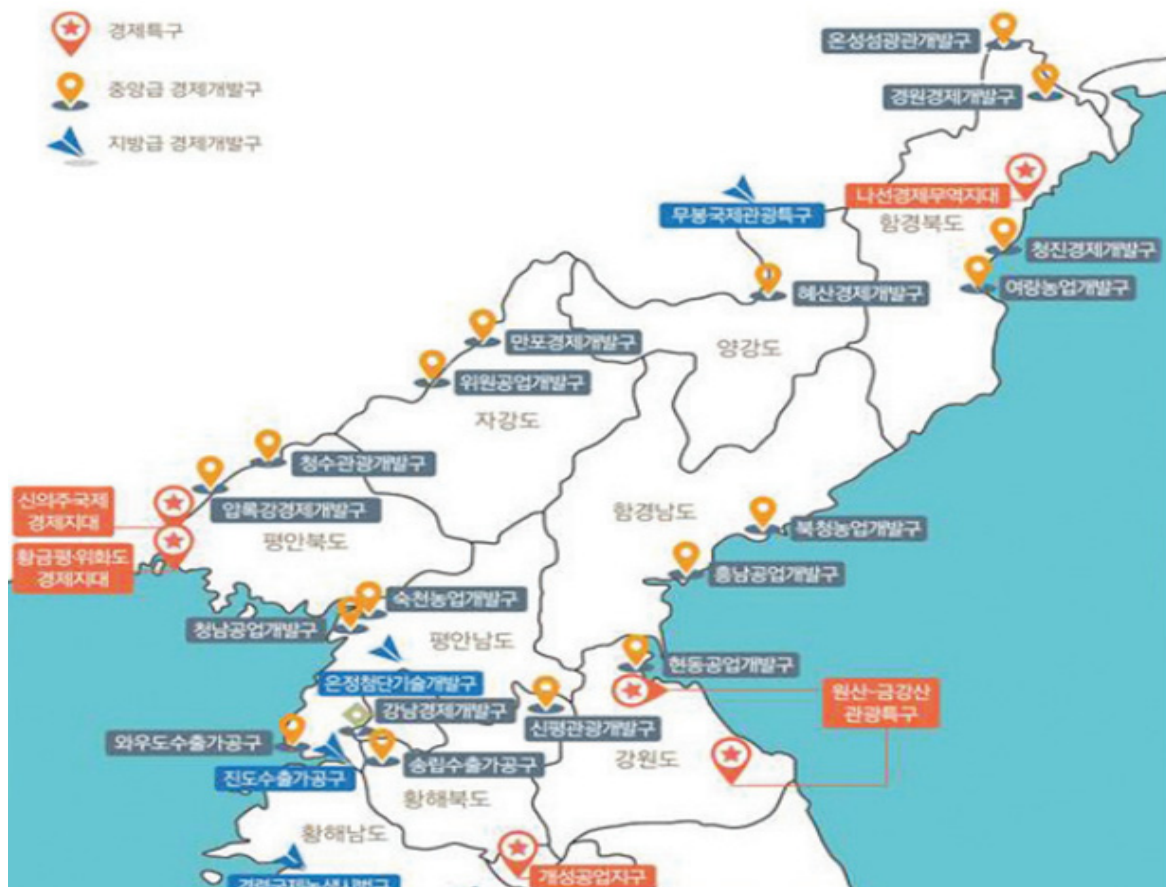 경제특구
중앙급 경제개발구
지방급 경제개발구
온성섬관광개발구
경원경제개발구
나선경제무역지대
함경북도
무봉국제관광특구
청진경제개발구
어랑농업개발구
혜산경제개발구
양강도
만포경제개발구
위원공업개발구
자강도
청수관광개발구
신의주국제
경제지대
압록강경제개발구
평안북도
황금평·위화도
경제지대
함경남도
북청농업개발구
흥남공업개발구
숙천농업개발구
청남공업개발구
평안남도
현동공업개발구
은정첨단기술개발구
원산-금강산
관광특구
강남경제개발구
신평관광개발구
와우도수출가공구
강원도
송림수출가공구
진도수출가공구
황해북도
황해남도
개성공업지구